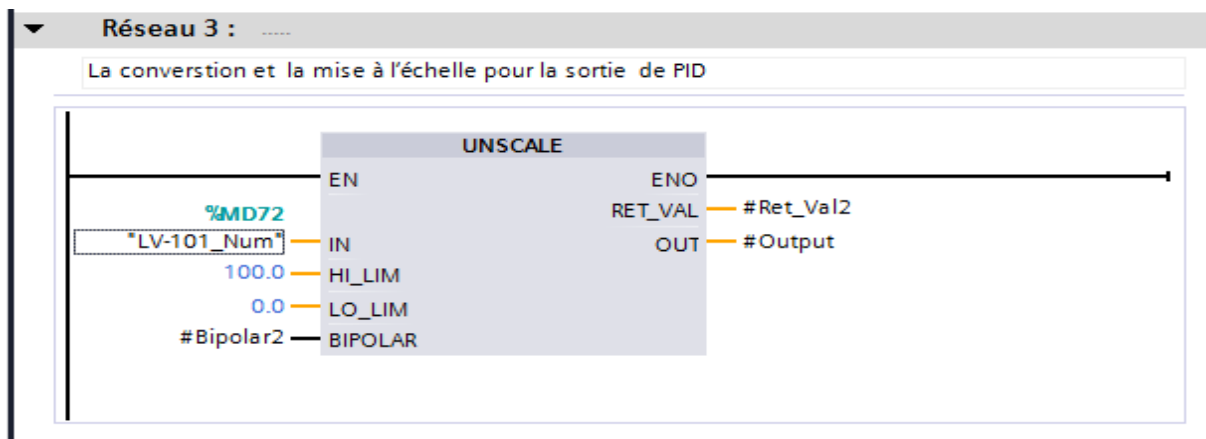 Réseau 3 : .....
La converstion et la mise à l'échelle pour la sortie de PID
UNSCALE
EN ENO
%MD72 RET_VAL #Ret_Val2
"LV-101_Num" IN OUT #Output
100.0 HI_LIM
0.0 LO_LIM
#Bipolar2 BIPOLAR